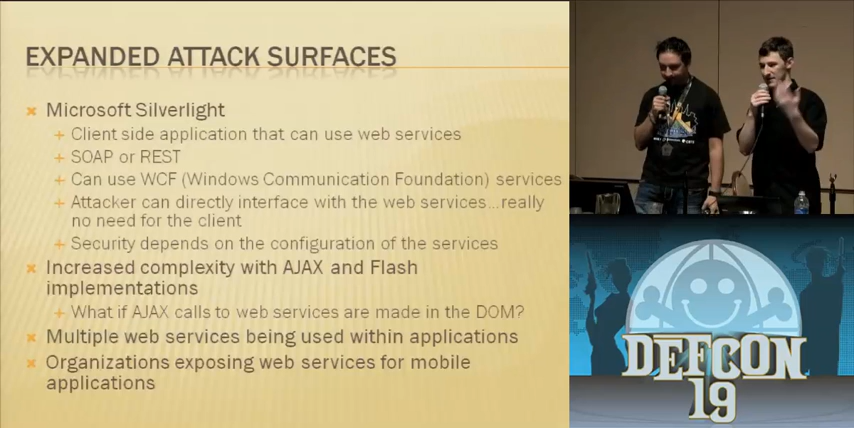 EXPANDED ATTACK SURFACES
Microsoft Silverlight
Client side application that can use web services
SOAP or REST
Can use WCF (Windows Communication Foundation) services
Attacker can directly interface with the web services...really
no need for the client
Security depends on the configuration of the services
Increased complexity with AJAX and Flash
implementations
What if AJAX calls to web services are made in the DOM?
Multiple web services being used within applications
Organizations exposing web services for mobile
applications
DEFCON
19